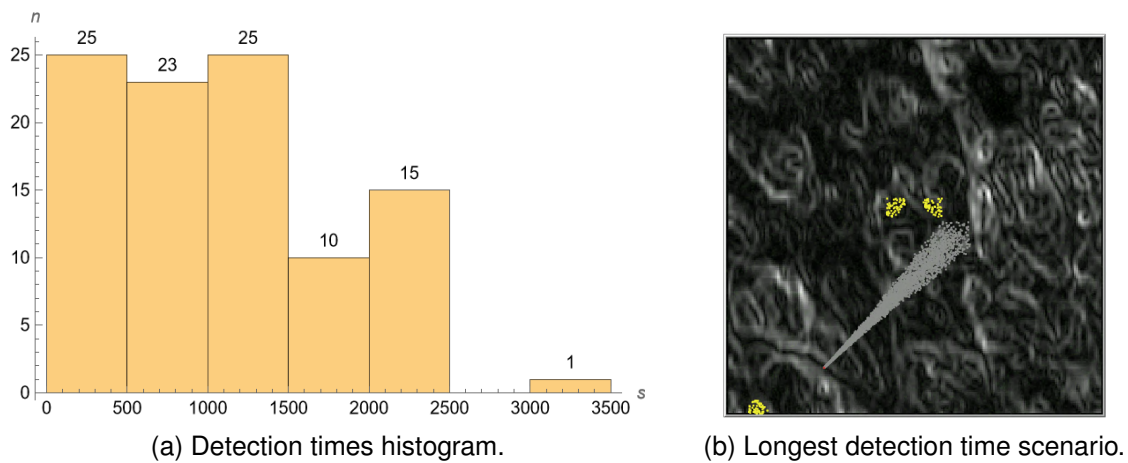 n
25 23 25 10 15 1
25
20
15
10
5
0
0 500 1000 1500 2000 2500 3000 3500 s
(a) Detection times histogram.
(b) Longest detection time scenario.